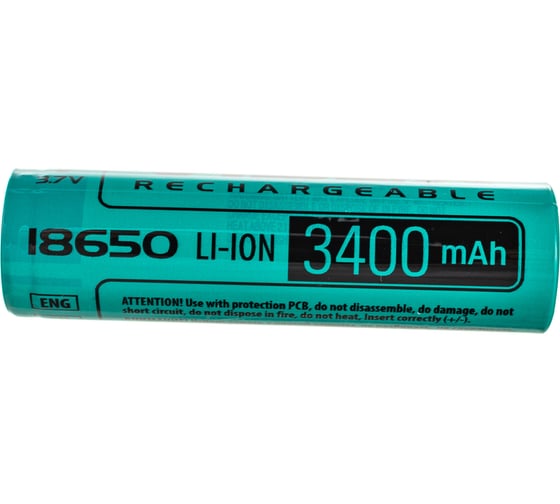 3.7V
RECHARGEABLE
18650 LI-ION 3400 mAh
ENG
ATTENTION! Use with protection PCB, do not disassemble, do damage, do not
short circuit, do not dispose in fire, do not heat, Insert correctly (+/-).